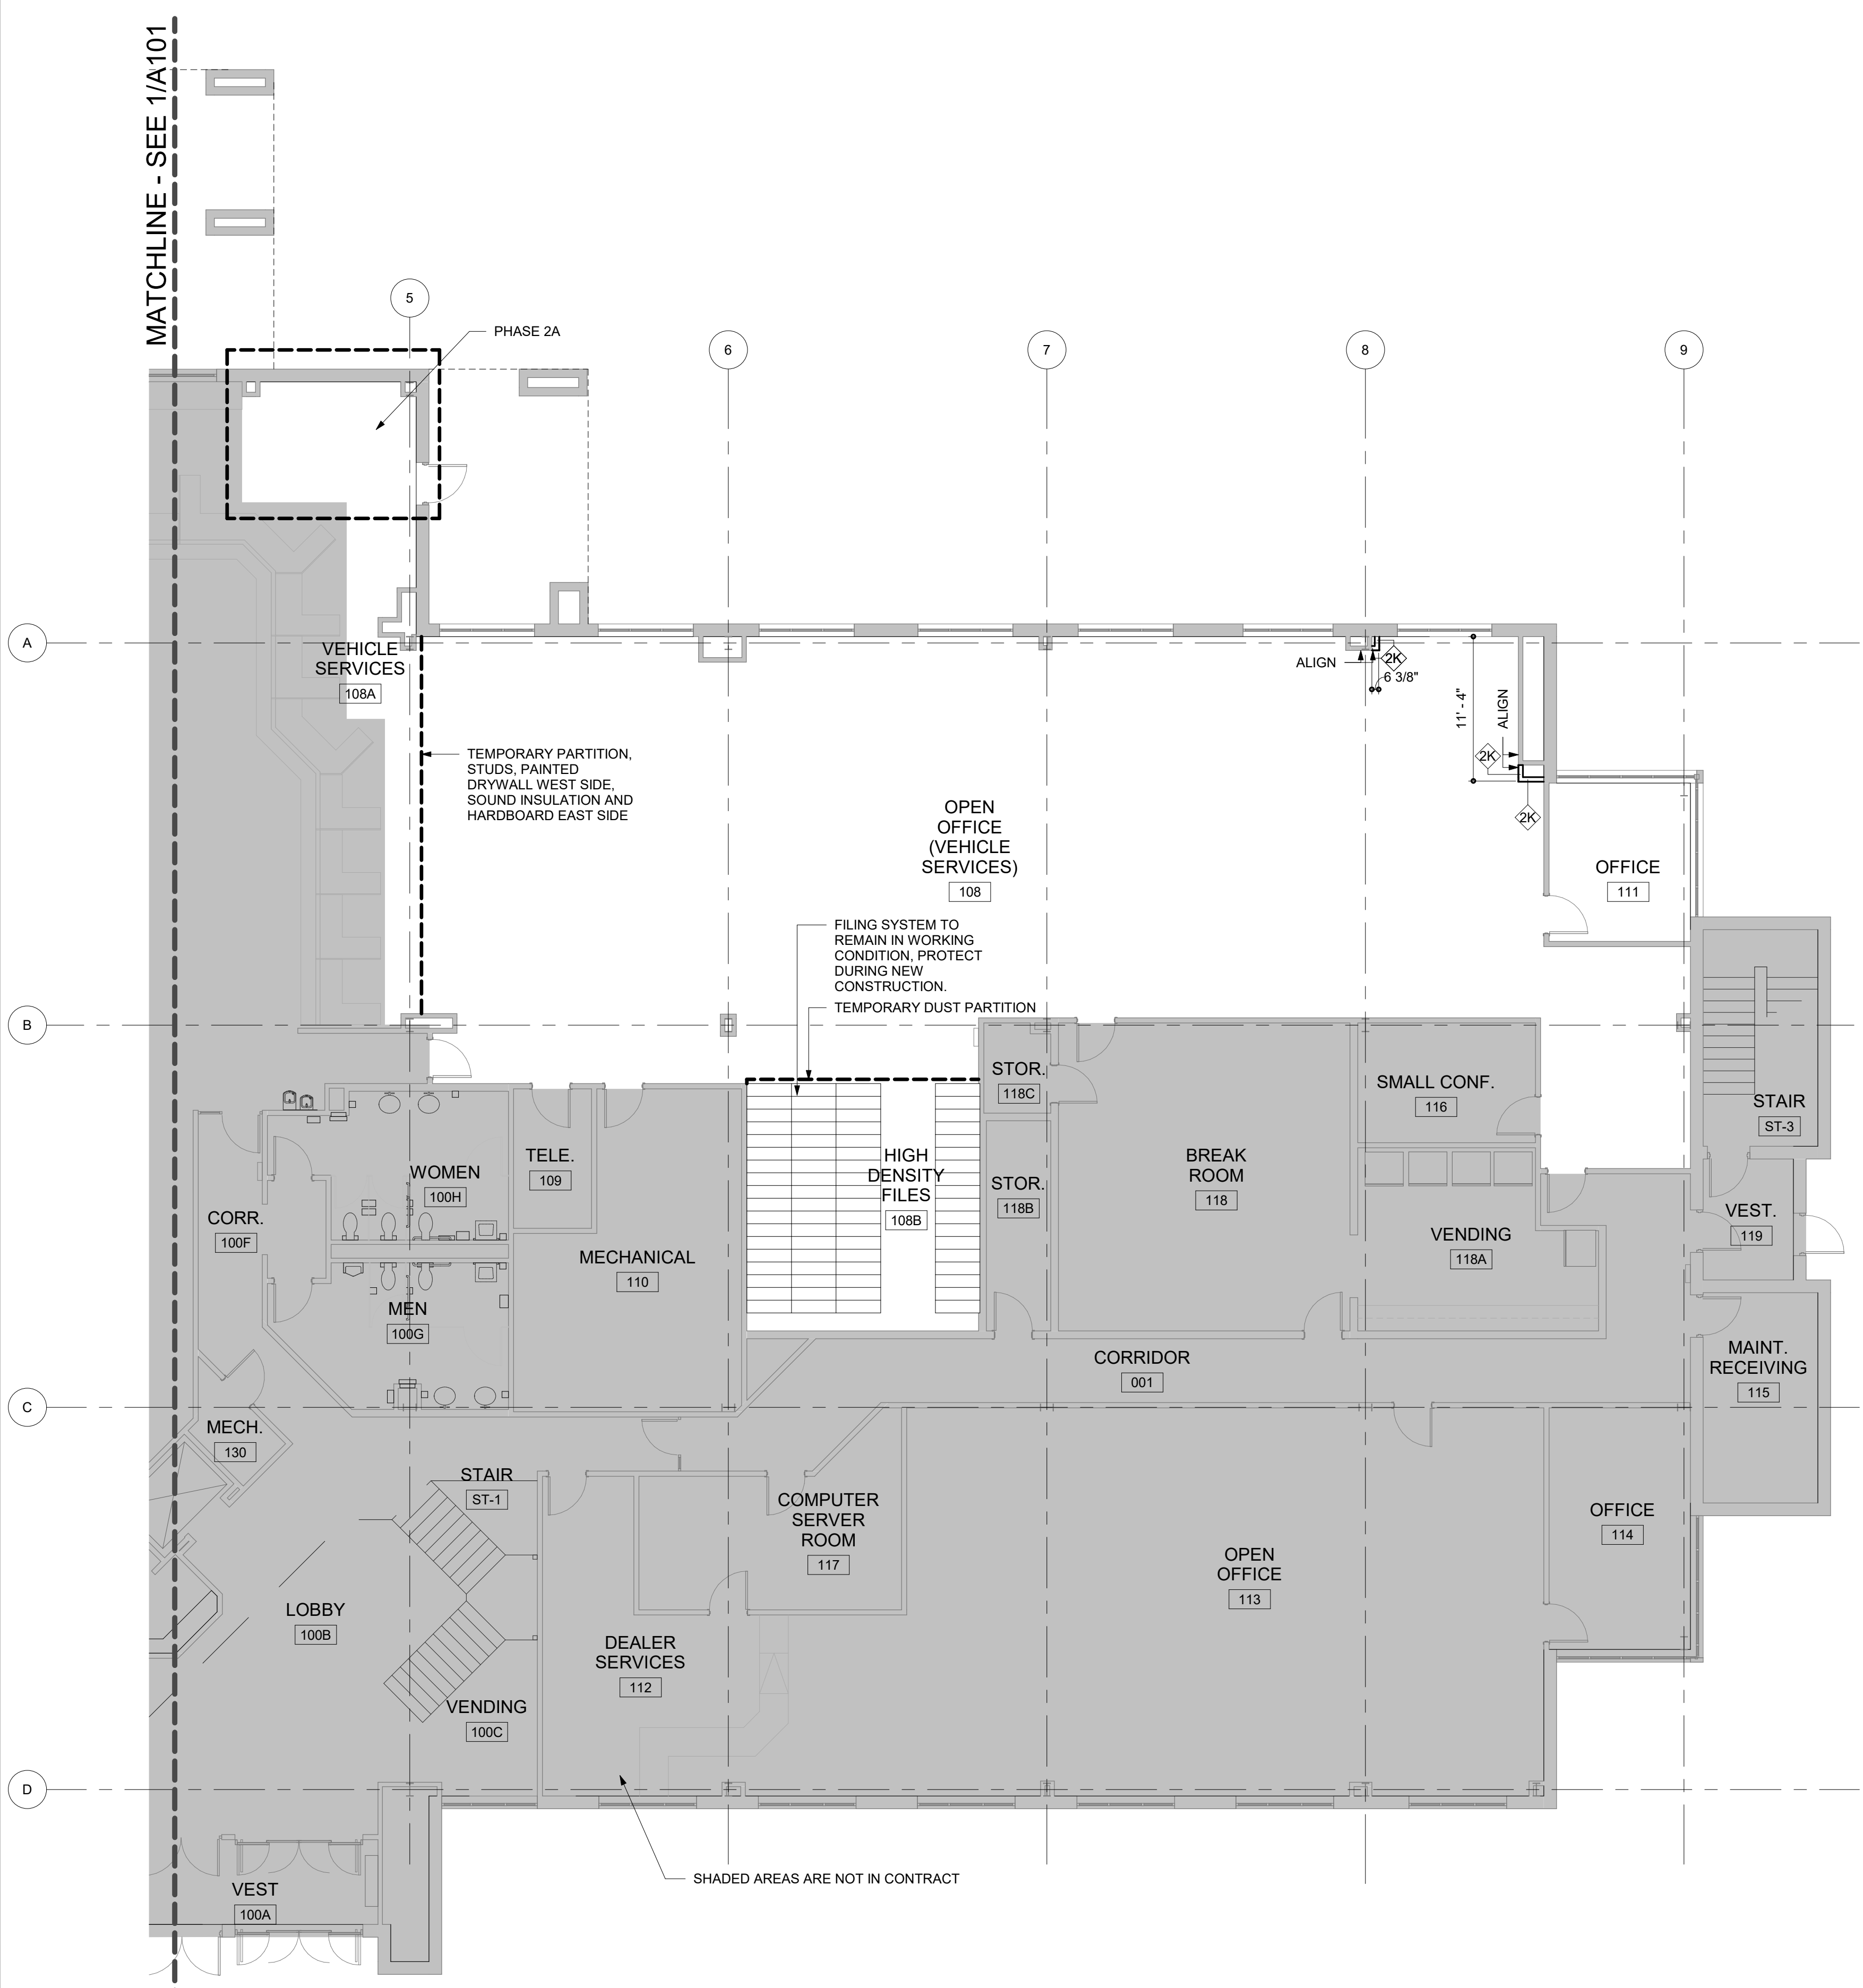 MATCHLINE - SEE 1/A101
5
PHASE 2A
6
7
8
9
A
VEHICLE
SERVICES
108A
ALIGN
2K
6 3/8"
11' - 4"
ALIGN
2K
2K
TEMPORARY PARTITION,
STUDS, PAINTED
DRYWALL WEST SIDE,
SOUND INSULATION AND
HARDBOARD EAST SIDE
OPEN
OFFICE
(VEHICLE
SERVICES)
108
OFFICE
111
FILING SYSTEM TO
REMAIN IN WORKING
CONDITION, PROTECT
DURING NEW
CONSTRUCTION.
TEMPORARY DUST PARTITION
B
STOR.
118C
SMALL CONF.
116
STAIR
ST-3
WOMEN
100H
TELE.
109
HIGH
DENSITY
FILES
108B
STOR.
118B
BREAK
ROOM
118
CORR.
100F
VEST.
119
VENDING
118A
MECHANICAL
110
MEN
100G
CORRIDOR
001
MAINT.
RECEIVING
115
C
MECH.
130
STAIR
ST-1
COMPUTER
SERVER
ROOM
117
OFFICE
114
OPEN
OFFICE
113
LOBBY
100B
DEALER
SERVICES
112
VENDING
100C
D
SHADED AREAS ARE NOT IN CONTRACT
VEST
100A